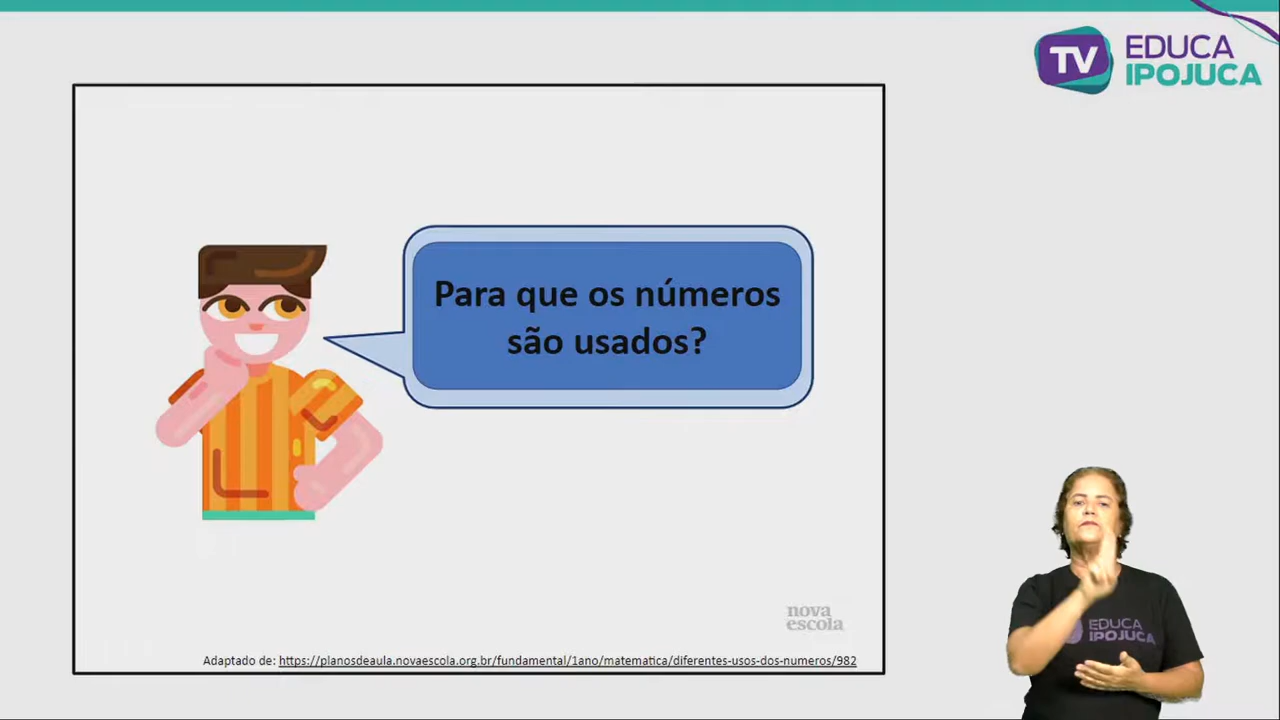 TV EDUCA
IPOJUCA
Para que os números
são usados?
nova
escola
Adaptado de: https://planosdeaula.novaescola.org.br/fundamental/1ano/matematica/diferentes-usos-dos-numeros/982
EDUCA
IPOJUCA